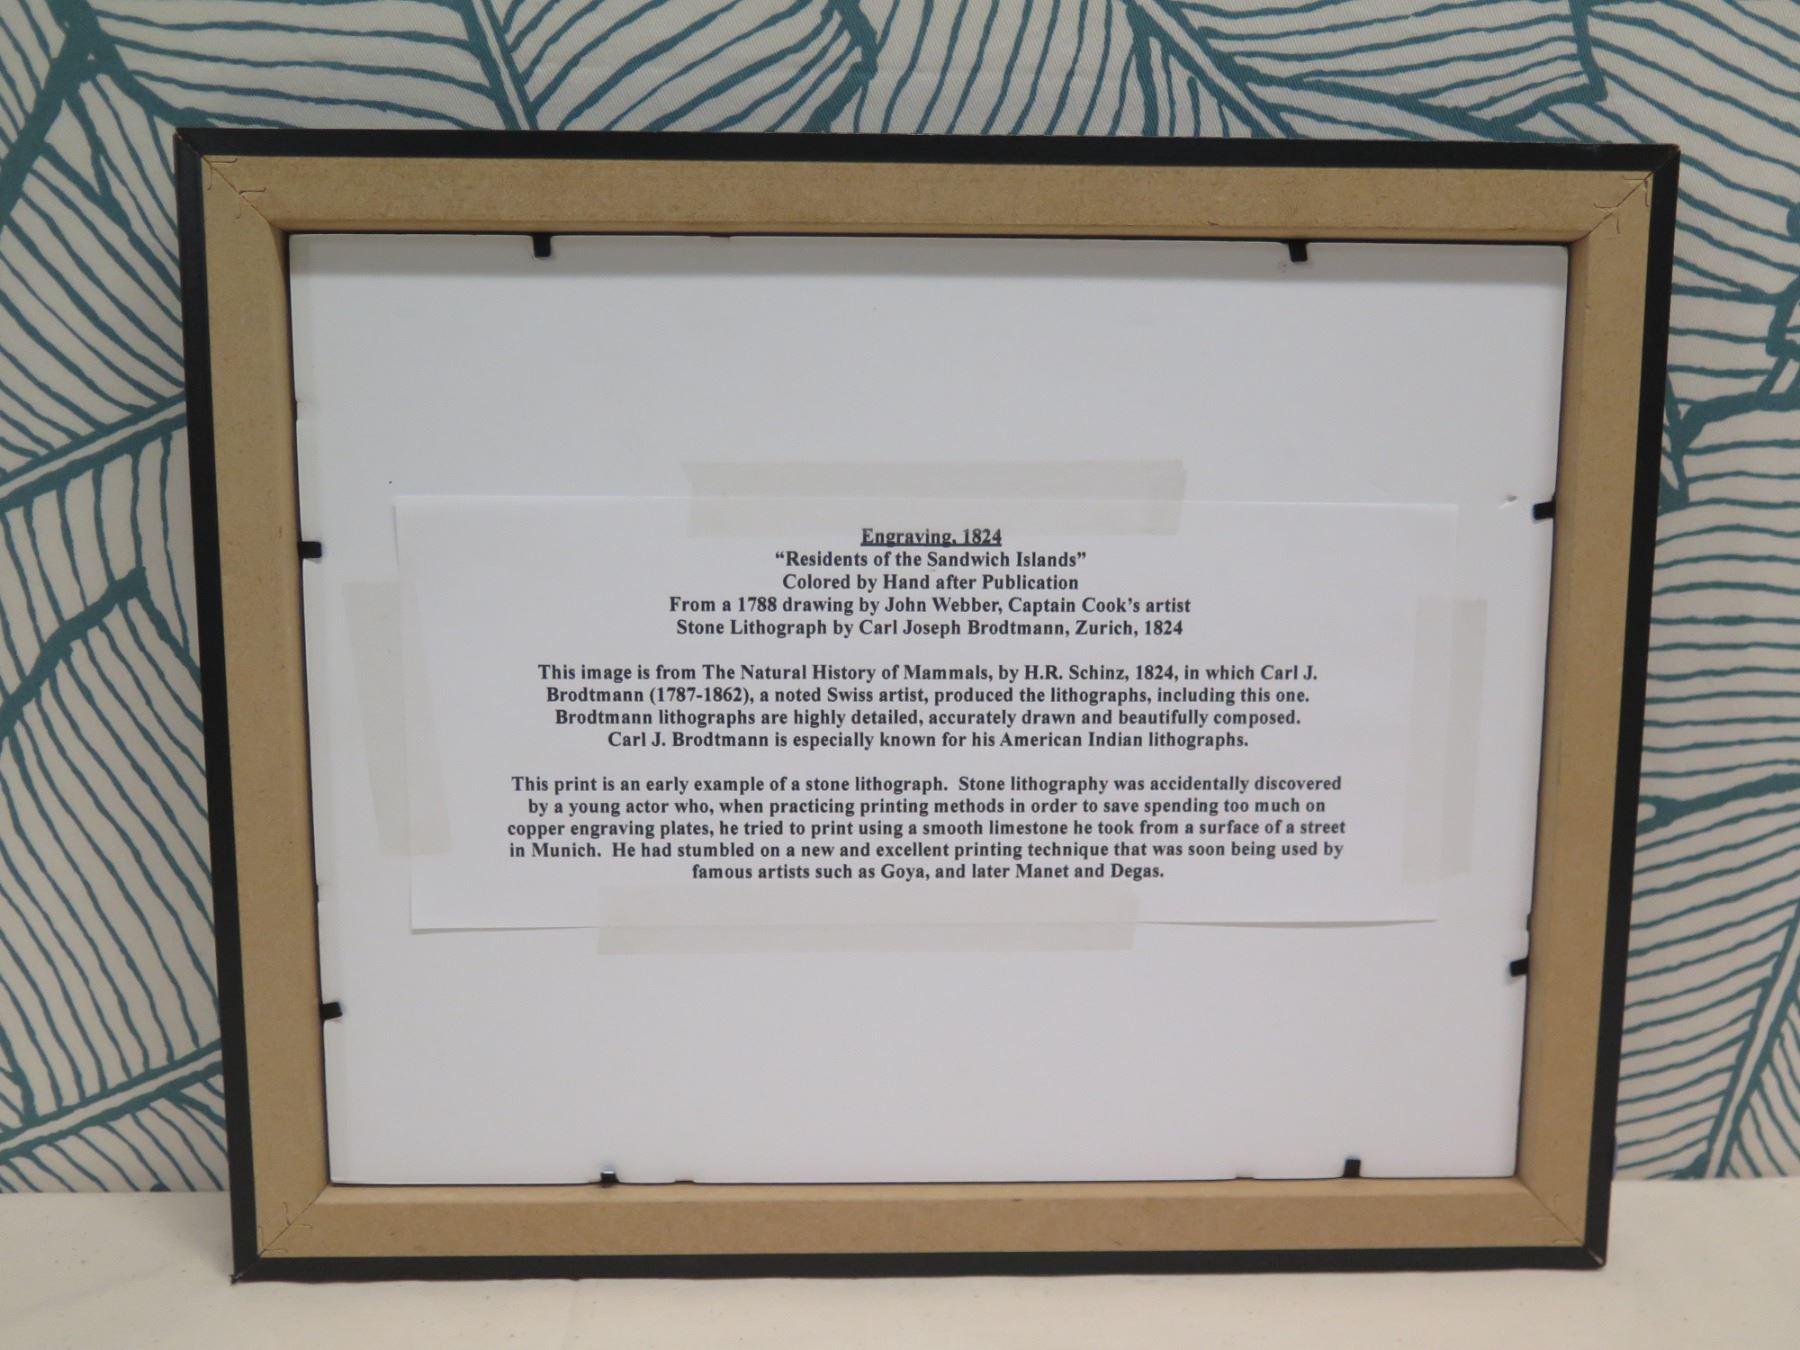 Engraving, 1824
“Residents of the Sandwich Islands”
Colored by Hand after Publication
From a 1788 drawing by John Webber, Captain Cook’s artist
Stone Lithograph by Carl Joseph Brodtmann, Zurich, 1824
This image is from The Natural History of Mammals, by H.R. Schinz, 1824, in which Carl J.
Brodtmann (1787-1862), a noted Swiss artist, produced the lithographs, including this one.
Brodtmann lithographs are highly detailed, accurately drawn and beautifully composed.
Carl J. Brodtmann is especially known for his American Indian lithographs.
This print is an early example of a stone lithograph.  Stone lithography was accidentally discovered
by a young actor who, when practicing printing methods in order to save spending too much on
copper engraving plates, he tried to print using a smooth limestone he took from a surface of a street
in Munich.  He had stumbled on a new and excellent printing technique that was soon being used by
famous artists such as Goya, and later Manet and Degas.